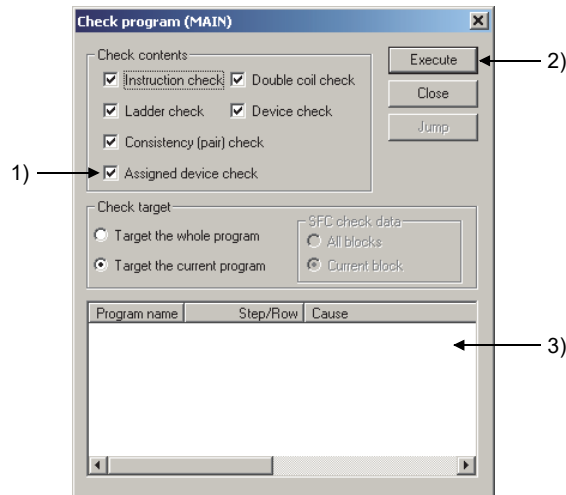 Check program (MAIN)
Check contents
Instruction check Double coil check
Ladder check Device check
Consistency (pair) check
Assigned device check
Execute
Close
Jump
1)
2)
Check target
Target the whole program
Target the current program
SFC check data
All blocks
Current block
Program name Step/Row Cause
3)